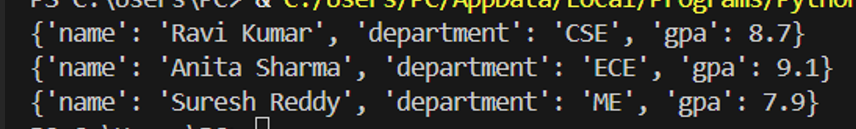 PS C:\Users\PC> & C:/Users/PC/AppData/Local/Programs/Python
{'name': 'Ravi Kumar', 'department': 'CSE', 'gpa': 8.7}
{'name': 'Anita Sharma', 'department': 'ECE', 'gpa': 9.1}
{'name': 'Suresh Reddy', 'department': 'ME', 'gpa': 7.9}
PS C:\Users\PC>